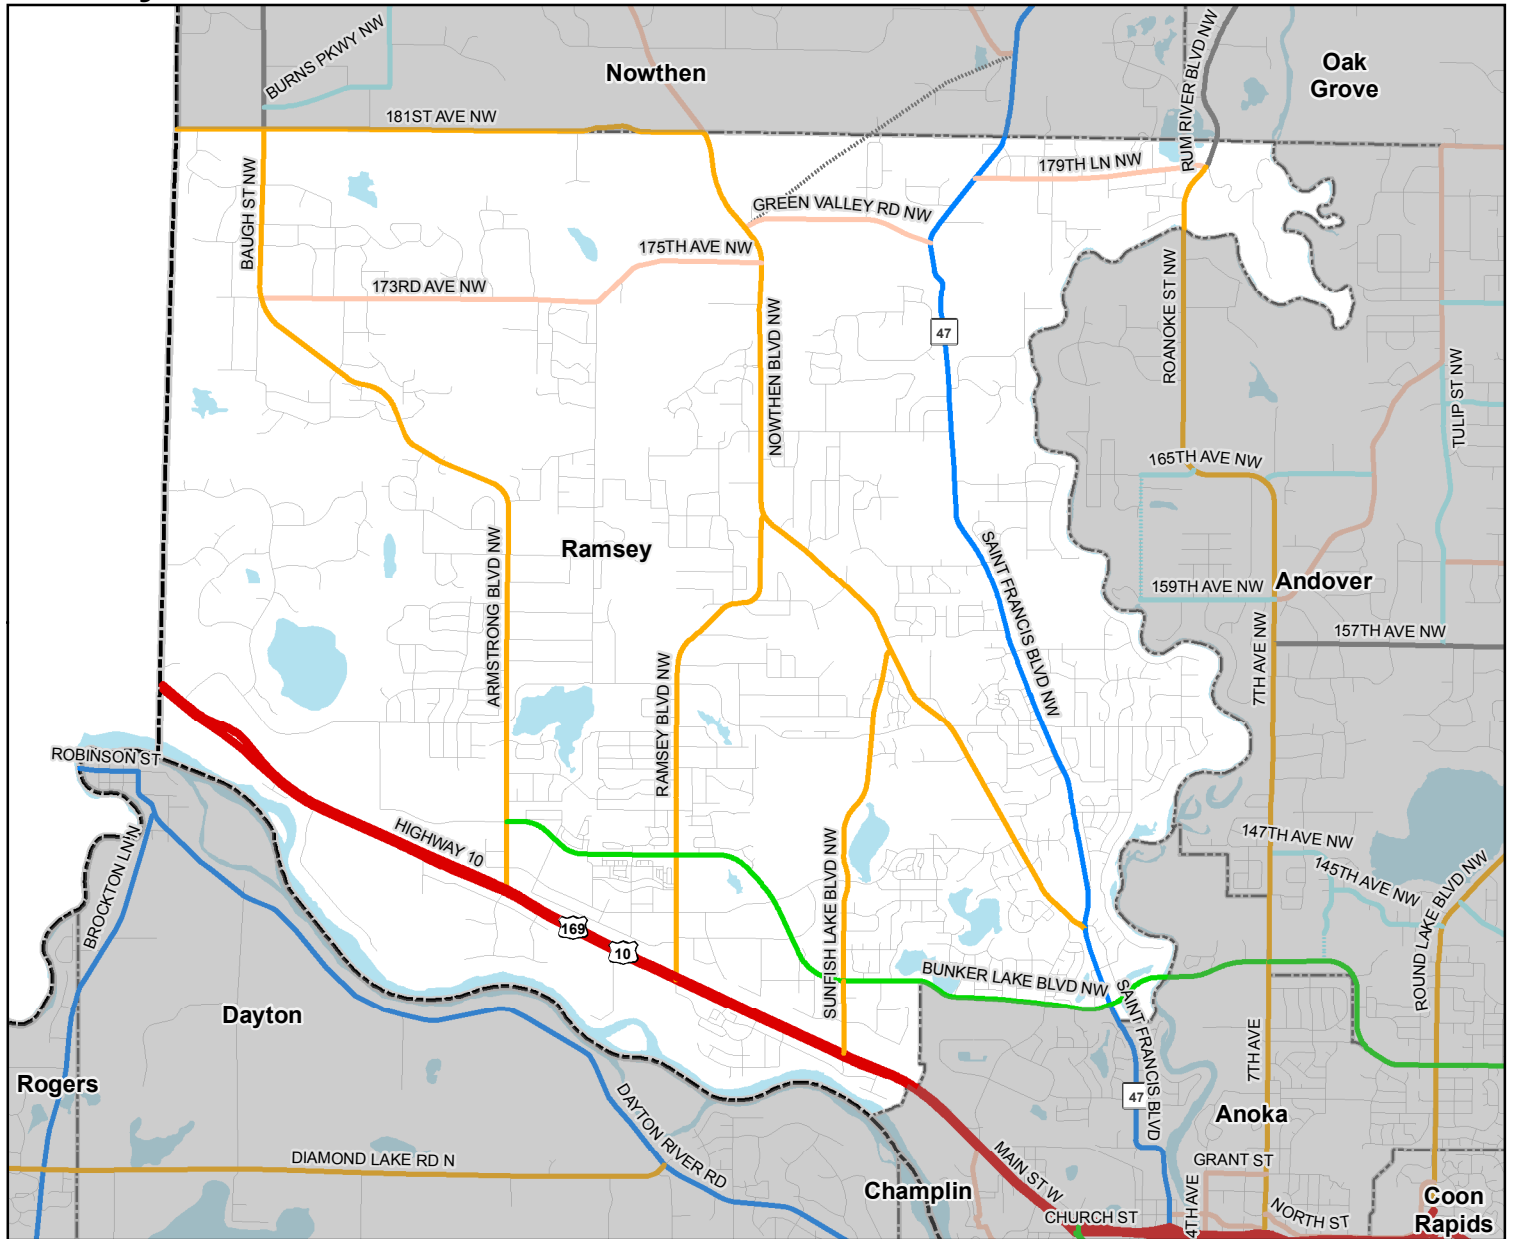 BURNS PKWY NW
Nowthen
RUM RIVER BLVD NW
Oak
Grove
181ST AVE NW
179TH LN NW
BAUGH ST NW
GREEN VALLEY RD NW
175TH AVE NW
173RD AVE NW
ROANOKE ST NW
NOWTHEN BLVD NW
47
TULIP ST NW
165TH AVE NW
Ramsey
ARMSTRONG BLVD NW
SAINT FRANCIS BLVD NW
Andover
159TH AVE NW
157TH AVE NW
7TH AVE NW
RAMSEY BLVD NW
ROBINSON ST
HIGHWAY 10
147TH AVE NW
145TH AVE NW
ROUND LAKE BLVD NW
BROCKTON LN N
SUNFISH LAKE BLVD NW
169
10
BUNKER LAKE BLVD NW
Dayton
SAINT FRANCIS BLVD
7TH AVE
Rogers
47
Anoka
DAYTON RIVER RD
DIAMOND LAKE RD N
MAIN ST W
GRANT ST
Champlin
4TH AVE
CHURCH ST
NORTH ST
Coon
Rapids